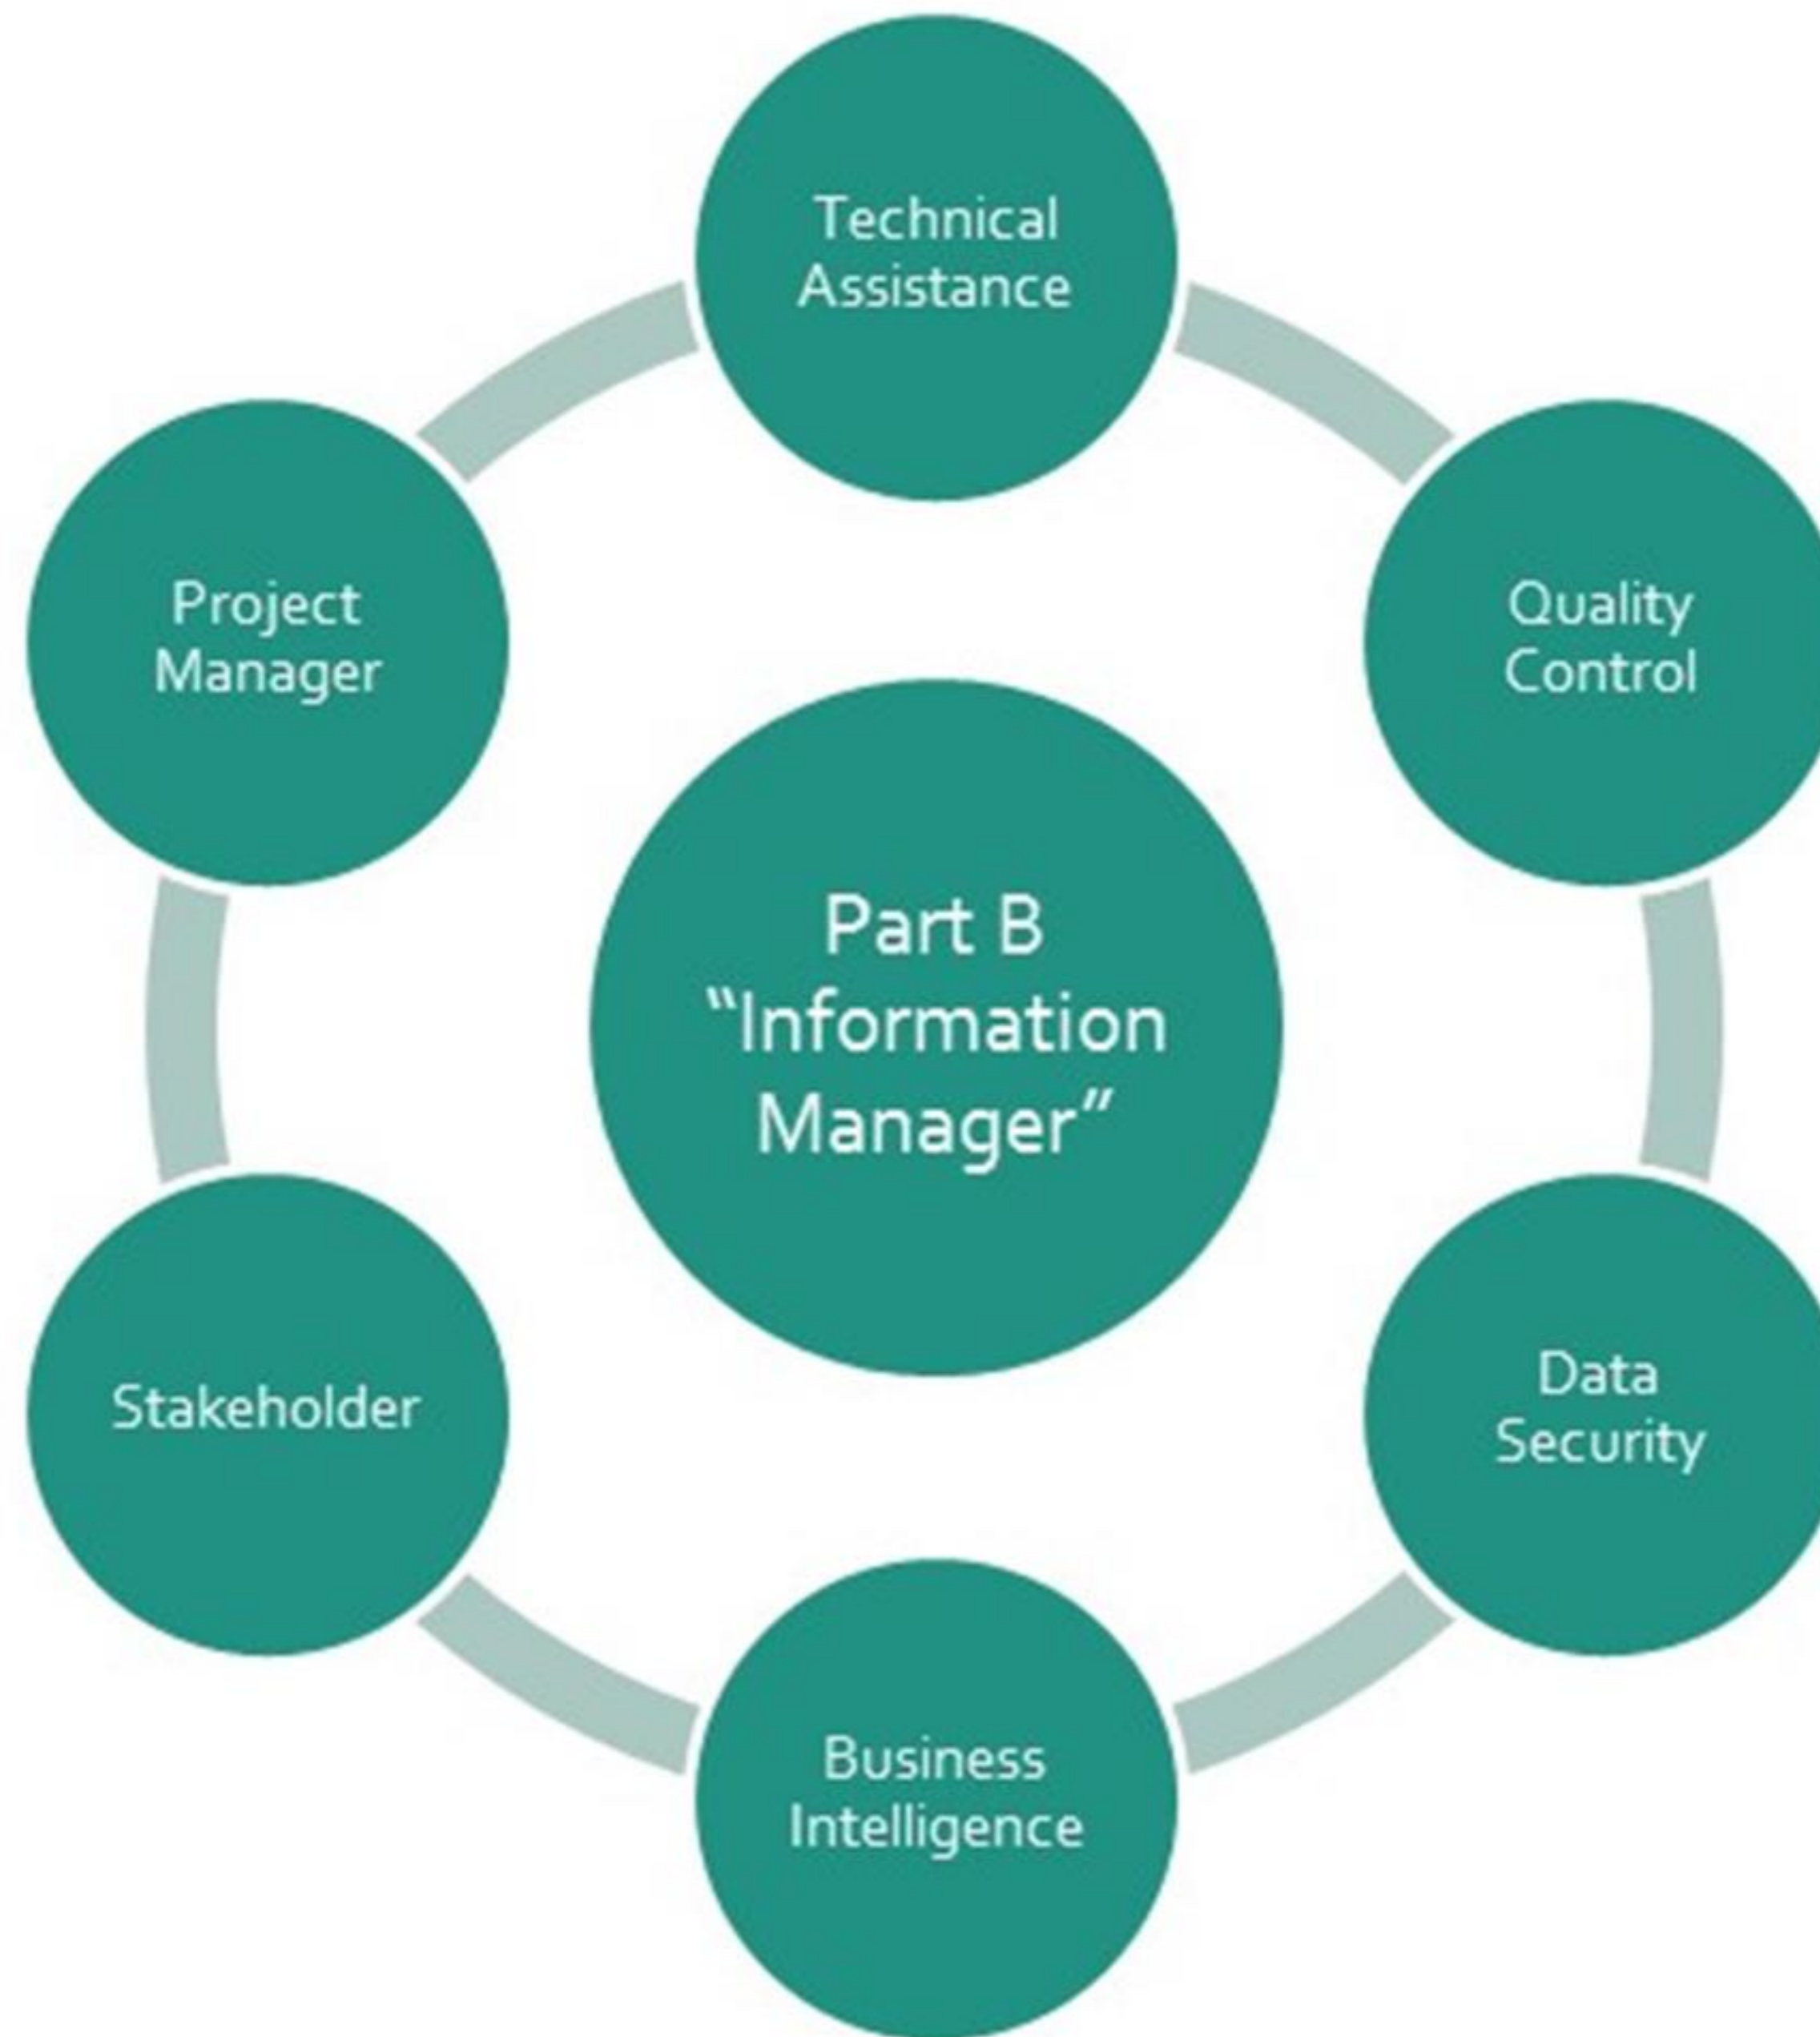 Technical
Assistance
Quality
Control
Data
Security
Business
Intelligence
Stakeholder
Project
Manager
Part B
“Information
Manager”